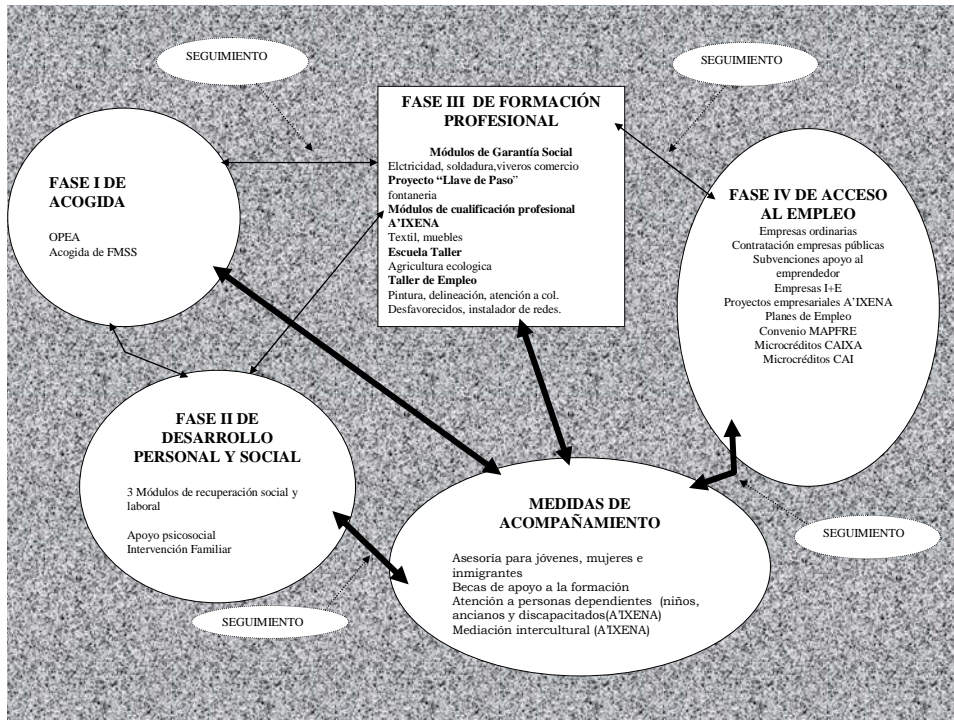 SEGUIMIENTO
SEGUIMIENTO
FASE I DE
ACOGIDA
OPEA
Acogida de FMSS
FASE III DE FORMACIÓN
PROFESIONAL
Módulos de Garantía Social
Elctricidad, soldadura,viveros comercio
Proyecto “Llave de Paso”
fontaneria
Módulos de cualificación profesional
A’IXENA
Textil, muebles
Escuela Taller
Agricultura ecologica
Taller de Empleo
Pintura, delineación, atención a col.
Desfavorecidos, instalador de redes.
FASE IV DE ACCESO
AL EMPLEO
Empresas ordinarias
Contratación empresas públicas
Subvenciones apoyo al
emprendedor
Empresas I+E
Proyectos empresariales A’IXENA
Planes de Empleo
Convenio MAPFRE
Microcréditos CAIXA
Microcréditos CAI
FASE II DE
DESARROLLO
PERSONAL Y SOCIAL
3 Módulos de recuperación social y
laboral
Apoyo psicosocial
Intervención Familiar
MEDIDAS DE
ACOMPAÑAMIENTO
Asesoría para jóvenes, mujeres e
inmigrantes
Becas de apoyo a la formación
Atención a personas dependientes (niños,
ancianos y discapacitados(A’IXENA)
Mediación intercultural (A’IXENA)
SEGUIMIENTO
SEGUIMIENTO